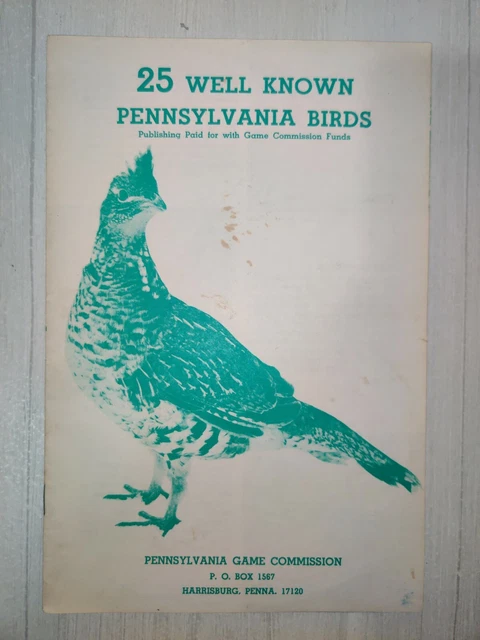 25 WELL KNOWN
PENNSYLVANIA BIRDS
Publishing Paid for with Game Commission Funds
PENNSYLVANIA GAME COMMISSION
P. O. BOX 1567
HARRISBURG, PENNA. 17120